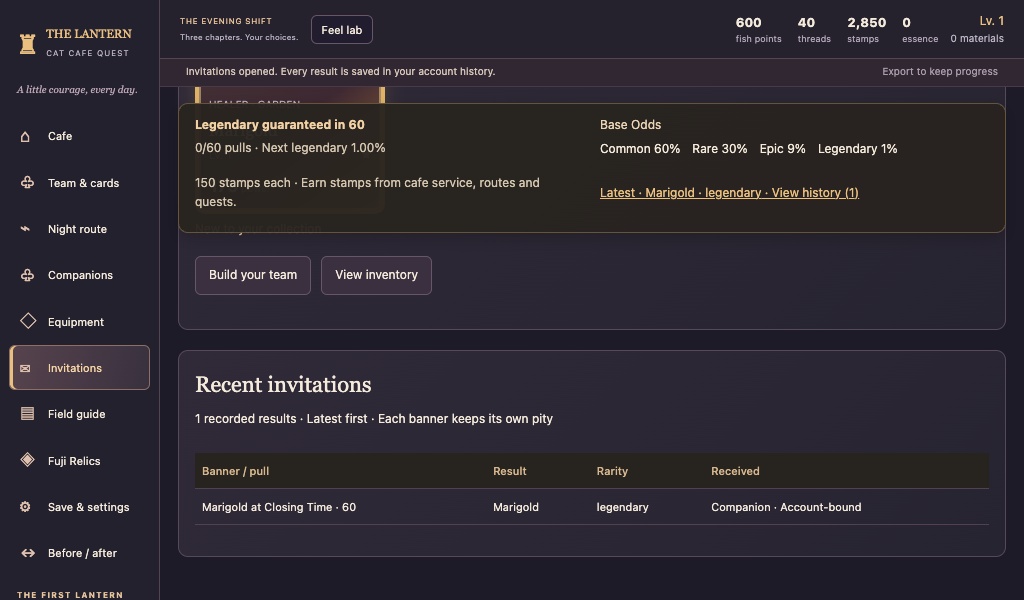 THE LANTERN
CAT CAFE QUEST
A little courage, every day.
Cafe
Team & cards
Night route
Companions
Equipment
Invitations
Field guide
Fuji Relics
Save & settings
Before / after
THE FIRST LANTERN
THE EVENING SHIFT
Three chapters. Your choices.
Feel lab
600
fish points
40
threads
2,850
stamps
0
essence
Lv. 1
0 materials
Invitations opened. Every result is saved in your account history.
Export to keep progress
HEALER · GARDEN
Legendary guaranteed in 60
0/60 pulls · Next legendary 1.00%
150 stamps each · Earn stamps from cafe service, routes and
quests.
Base Odds
Common 60% Rare 30% Epic 9% Legendary 1%
Latest · Marigold · legendary · View history (1)
New to your collection
Build your team
View inventory
Recent invitations
1 recorded results · Latest first · Each banner keeps its own pity
Banner / pull Result Rarity Received
Marigold at Closing Time · 60 Marigold legendary Companion · Account-bound